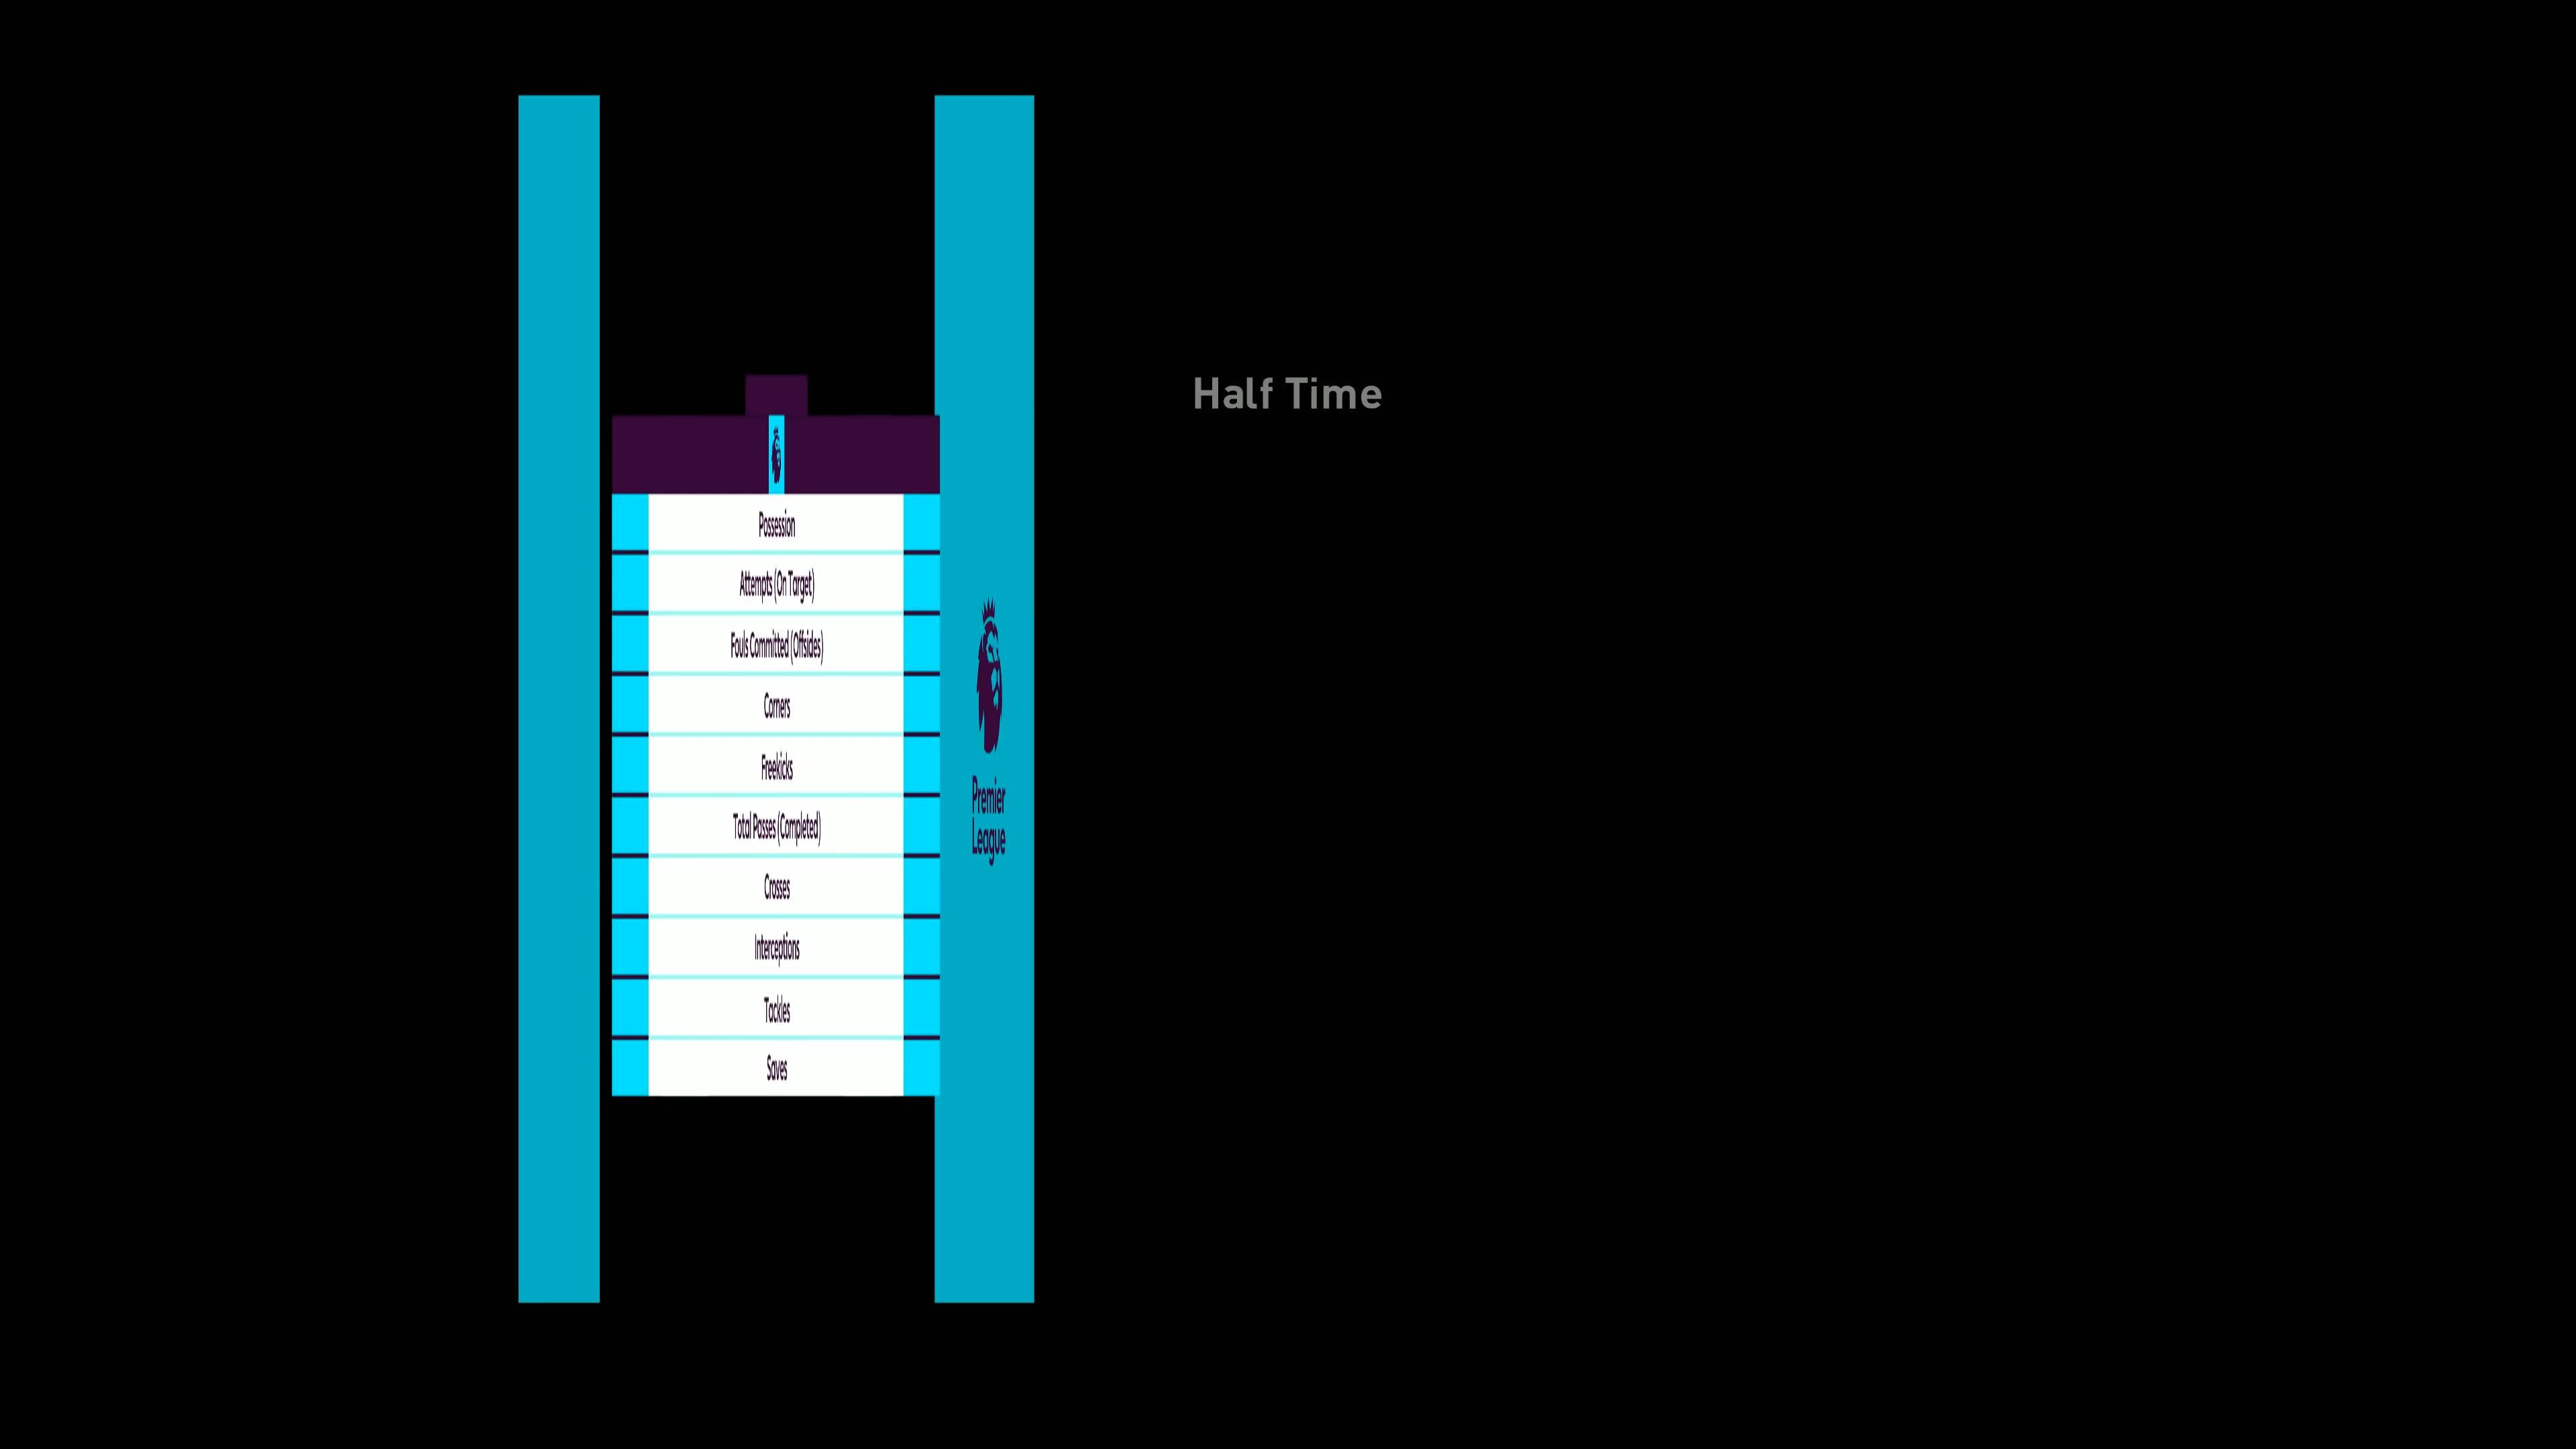 Half Time
Possession
Attempts (On Target)
Fouls Committed (Offsides)
Corners
Freekicks
Total Passes (Completed)
Crosses
Interceptions
Tackles
Saves
Premier
League